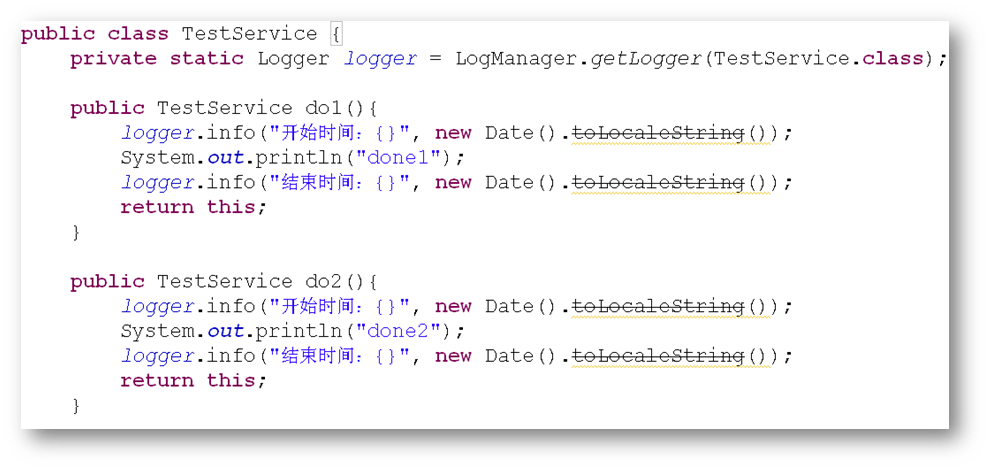 public class TestService {
    private static Logger logger = LogManager.getLogger(TestService.class);

    public TestService do1(){
        logger.info("开始时间：{}", new Date().toLocaleString());
        System.out.println("done1");
        logger.info("结束时间：{}", new Date().toLocaleString());
        return this;
    }

    public TestService do2(){
        logger.info("开始时间：{}", new Date().toLocaleString());
        System.out.println("done2");
        logger.info("结束时间：{}", new Date().toLocaleString());
        return this;
    }